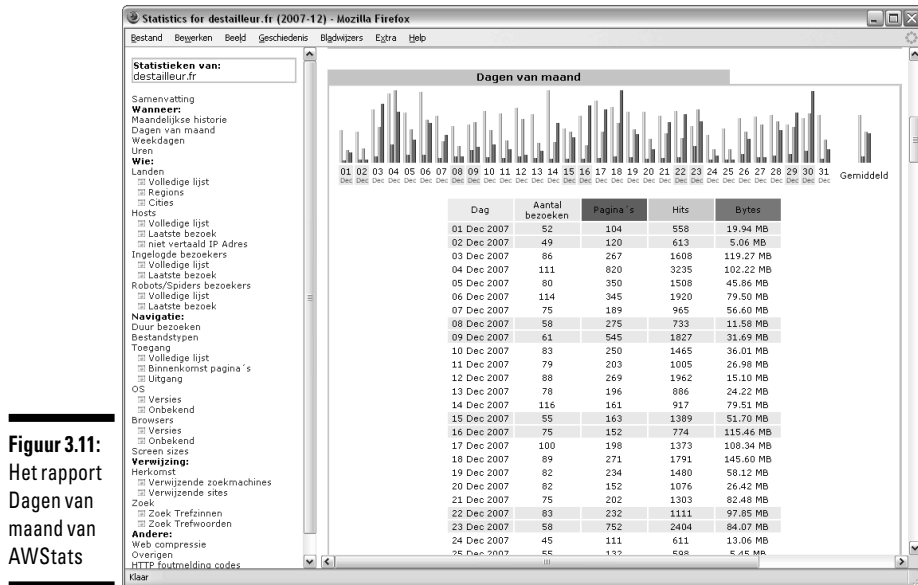 Statistics for destailleur.fr (2007-12) - Mozilla Firefox
Bestand Bewerken Beeld Geschiedenis Bladwijzers Extra Help
Statistieken van:
destailleur.fr
Samenvatting
Wanneer:
Maandelijkse historie
Dagen van maand
Weekdagen
Uren
Wie:
Landen
Volledige lijst
Regions
Cities
Hosts
Volledige lijst
Laatste bezoek
niet vertaald IP Adres
Ingelogde bezoekers
Volledige lijst
Laatste bezoek
Robots/Spiders bezoekers
Volledige lijst
Laatste bezoek
Navigatie:
Duur bezoeken
Bestandstypen
Toegang
Volledige lijst
Binnenkomst pagina´s
Uitgang
OS
Versies
Onbekend
Browsers
Versies
Onbekend
Screen sizes
Verwijzing:
Herkomst
Verwijzende zoekmachines
Verwijzende sites
Zoek
Zoek Trefzinnen
Zoek Trefwoorden
Andere:
Web compressie
Overigen
HTTP foutmelding codes
Dagen van maand
01 02 03 04 05 06 07 08 09 10 11 12 13 14 15 16 17 18 19 20 21 22 23 24 25 26 27 28 29 30 31 Gemiddeld
Dec Dec Dec Dec Dec Dec Dec Dec Dec Dec Dec Dec Dec Dec Dec Dec Dec Dec Dec Dec Dec Dec Dec Dec Dec Dec Dec Dec Dec Dec Dec
Dag Aantal bezoeken Pagina´s Hits Bytes
01 Dec 2007 52 104 558 19.94 MB
02 Dec 2007 49 120 613 5.06 MB
03 Dec 2007 86 267 1608 119.27 MB
04 Dec 2007 111 820 3235 102.22 MB
05 Dec 2007 80 350 1508 45.86 MB
06 Dec 2007 114 345 1920 79.50 MB
07 Dec 2007 75 189 965 56.60 MB
08 Dec 2007 58 275 733 11.58 MB
09 Dec 2007 61 545 1827 31.69 MB
10 Dec 2007 83 250 1465 36.01 MB
11 Dec 2007 79 203 1005 26.98 MB
12 Dec 2007 88 269 1962 15.10 MB
13 Dec 2007 78 196 886 24.22 MB
14 Dec 2007 116 161 917 79.51 MB
15 Dec 2007 55 163 1389 51.70 MB
16 Dec 2007 75 152 774 115.46 MB
17 Dec 2007 100 198 1373 108.34 MB
18 Dec 2007 89 271 1791 145.60 MB
19 Dec 2007 82 234 1480 58.12 MB
20 Dec 2007 82 152 1076 26.42 MB
21 Dec 2007 75 202 1303 82.48 MB
22 Dec 2007 83 232 1111 97.85 MB
23 Dec 2007 58 752 2404 84.07 MB
24 Dec 2007 45 111 611 13.06 MB
25 Dec 2007 55 132 598 5.45 MB
Klaar
Figuur 3.11:
Het rapport
Dagen van
maand van
AWStats